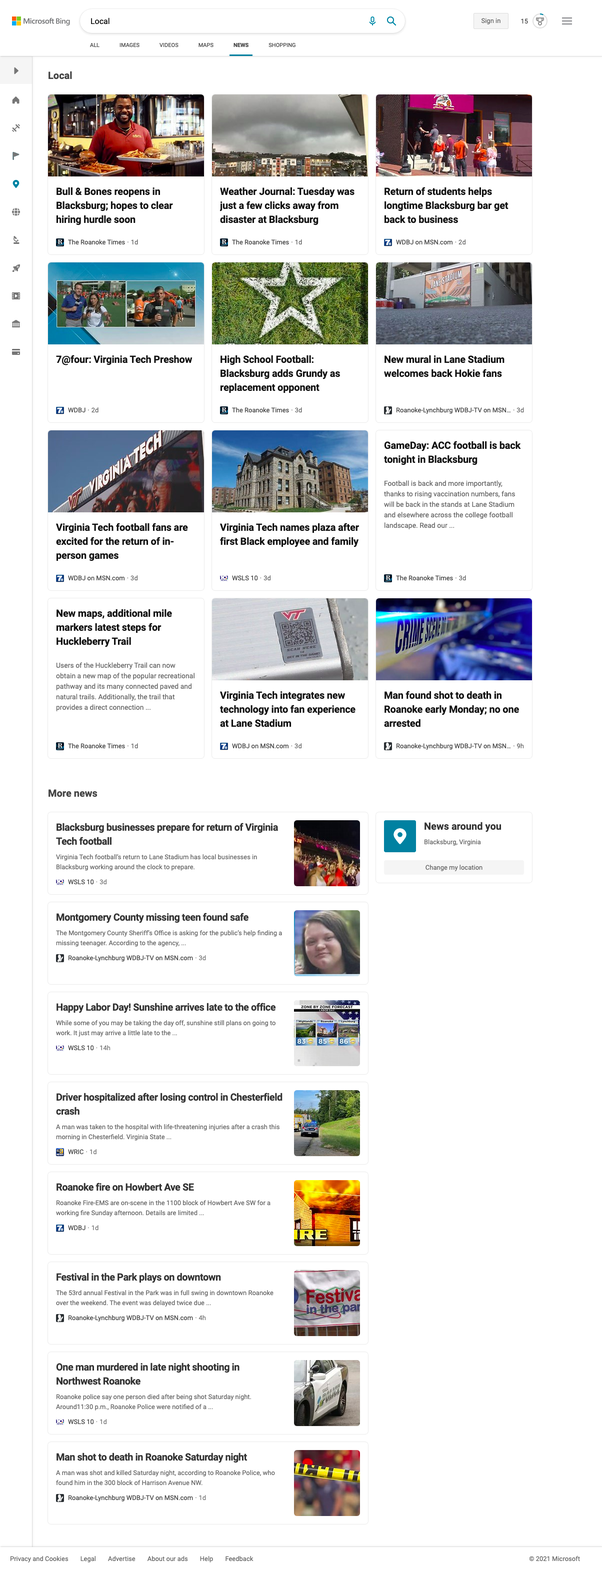 Microsoft Bing
Local
Sign in
15
ALL
IMAGES
VIDEOS
MAPS
NEWS
SHOPPING
Local
Bull & Bones reopens in
Blacksburg; hopes to clear
hiring hurdle soon
The Roanoke Times · 1d
Weather Journal: Tuesday was
just a few clicks away from
disaster at Blacksburg
The Roanoke Times · 1d
Return of students helps
longtime Blacksburg bar get
back to business
WDBJ on MSN.com · 2d
7@four: Virginia Tech Preshow
WDBJ · 2d
High School Football:
Blacksburg adds Grundy as
replacement opponent
The Roanoke Times · 3d
New mural in Lane Stadium
welcomes back Hokie fans
Roanoke-Lynchburg WDBJ-TV on MSN... · 3d
VIRGINIA TECH
Virginia Tech football fans are
excited for the return of in-
person games
WDBJ on MSN.com · 3d
Virginia Tech names plaza after
first Black employee and family
WSLS 10 · 3d
GameDay: ACC football is back
tonight in Blacksburg
Football is back and more importantly,
thanks to rising vaccination numbers, fans
will be back in the stands at Lane Stadium
and elsewhere across the college football
landscape. Read our ...
The Roanoke Times · 3d
New maps, additional mile
markers latest steps for
Huckleberry Trail
Users of the Huckleberry Trail can now
obtain a new map of the popular recreational
pathway and its many connected paved and
natural trails. Additionally, the trail that
provides a direct connection ...
The Roanoke Times · 1d
VT
Virginia Tech integrates new
technology into fan experience
at Lane Stadium
WDBJ on MSN.com · 3d
CRIME SCENE DO
Man found shot to death in
Roanoke early Monday; no one
arrested
Roanoke-Lynchburg WDBJ-TV on MSN... · 9h
More news
Blacksburg businesses prepare for return of Virginia
Tech football
Virginia Tech football's return to Lane Stadium has local businesses in
Blacksburg working around the clock to prepare.
WSLS 10 · 3d
News around you
Blacksburg, Virginia
Change my location
Montgomery County missing teen found safe
The Montgomery County Sheriff's Office is asking for the public's help finding a
missing teenager. According to the agency, ...
Roanoke-Lynchburg WDBJ-TV on MSN.com · 3d
Happy Labor Day! Sunshine arrives late to the office
While some of you may be taking the day off, sunshine still plans on going to
work. It just may arrive a little late to the ...
WSLS 10 · 14h
ZONE BY ZONE FORECAST
83
85
86
Driver hospitalized after losing control in Chesterfield
crash
A man was taken to the hospital with life-threatening injuries after a crash this
morning in Chesterfield. Virginia State ...
WRIC · 1d
Roanoke fire on Howbert Ave SE
Roanoke Fire-EMS are on-scene in the 1100 block of Howbert Ave SW for a
working fire Sunday afternoon. Details are limited ...
WDBJ · 1d
IRE
Festival in the Park plays on downtown
The 53rd annual Festival in the Park was in full swing in downtown Roanoke
over the weekend. The event was delayed twice due ...
Roanoke-Lynchburg WDBJ-TV on MSN.com · 4h
Festiva
in the par
One man murdered in late night shooting in
Northwest Roanoke
Roanoke police say one person died after being shot Saturday night.
Around11:30 p.m., Roanoke Police were notified of a ...
WSLS 10 · 1d
Man shot to death in Roanoke Saturday night
A man was shot and killed Saturday night, according to Roanoke Police, who
found him in the 300 block of Harrison Avenue NW.
Roanoke-Lynchburg WDBJ-TV on MSN.com · 1d
Privacy and Cookies
Legal
Advertise
About our ads
Help
Feedback
© 2021 Microsoft